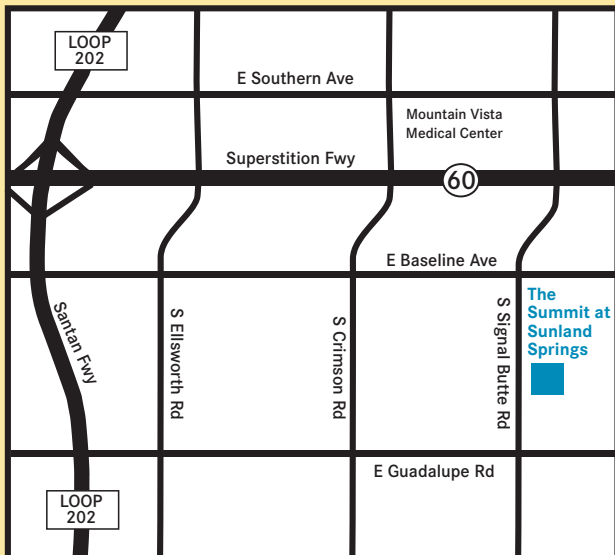 LOOP
202
E Southern Ave
Mountain Vista
Medical Center
Superstition Fwy
60
E Baseline Ave
Santan Fwy
S Ellsworth Rd
S Crimson Rd
S Signal Butte Rd
The
Summit at
Sunland
Springs
E Guadalupe Rd
LOOP
202